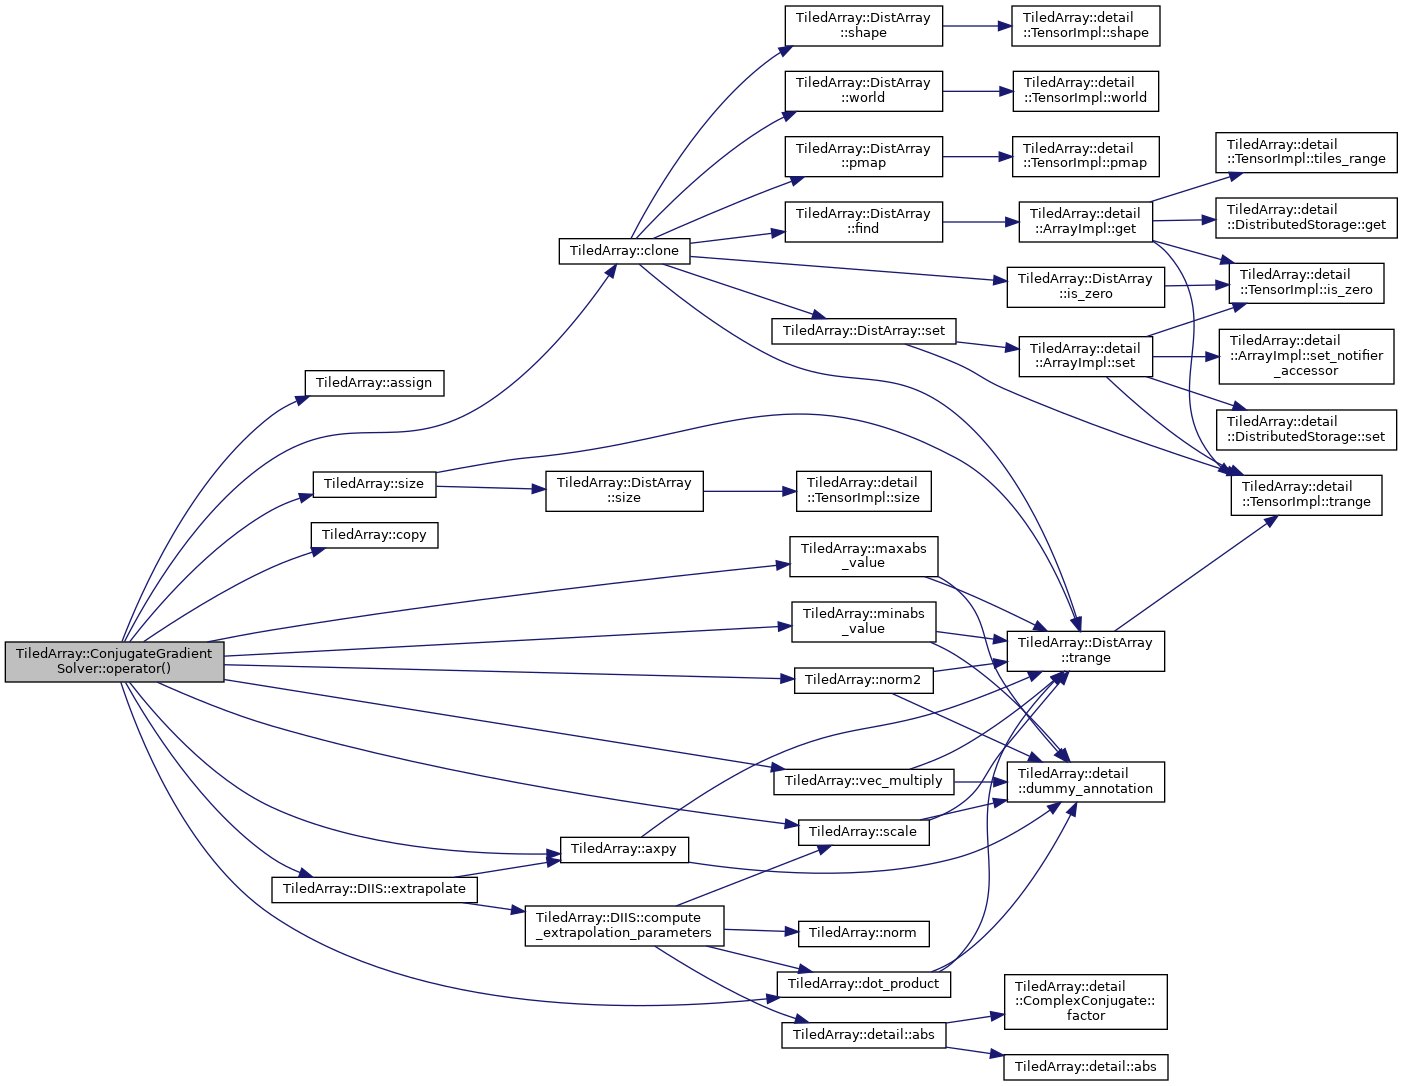 TiledArray::DistArray
::shape
TiledArray::detail
::TensorImpl::shape
TiledArray::DistArray
::world
TiledArray::detail
::TensorImpl::world
TiledArray::DistArray
::pmap
TiledArray::detail
::TensorImpl::pmap
TiledArray::detail
::TensorImpl::tiles_range
TiledArray::DistArray
::find
TiledArray::detail
::ArrayImpl::get
TiledArray::detail
::DistributedStorage::get
TiledArray::clone
TiledArray::DistArray
::is_zero
TiledArray::detail
::TensorImpl::is_zero
TiledArray::DistArray::set
TiledArray::detail
::ArrayImpl::set
TiledArray::detail
::ArrayImpl::set_notifier
_accessor
TiledArray::assign
TiledArray::detail
::DistributedStorage::set
TiledArray::size
TiledArray::DistArray
::size
TiledArray::detail
::TensorImpl::size
TiledArray::detail
::TensorImpl::trange
TiledArray::copy
TiledArray::maxabs
_value
TiledArray::minabs
_value
TiledArray::ConjugateGradient
Solver::operator()
TiledArray::DistArray
::trange
TiledArray::norm2
TiledArray::vec_multiply
TiledArray::detail
::dummy_annotation
TiledArray::scale
TiledArray::axpy
TiledArray::DIIS::extrapolate
TiledArray::DIIS::compute
_extrapolation_parameters
TiledArray::norm
TiledArray::dot_product
TiledArray::detail
::ComplexConjugate::
factor
TiledArray::detail::abs
TiledArray::detail::abs